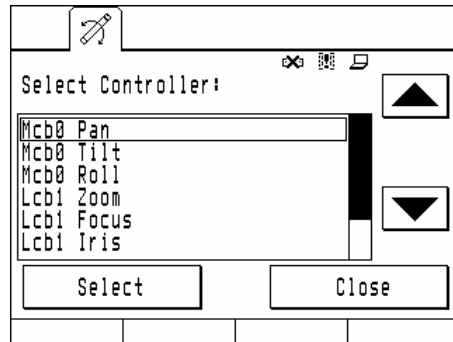 Select Controller:
Mcb0 Pan
Mcb0 Tilt
Mcb0 Roll
Lcb1 Zoom
Lcb1 Focus
Lcb1 Iris
Select
Close